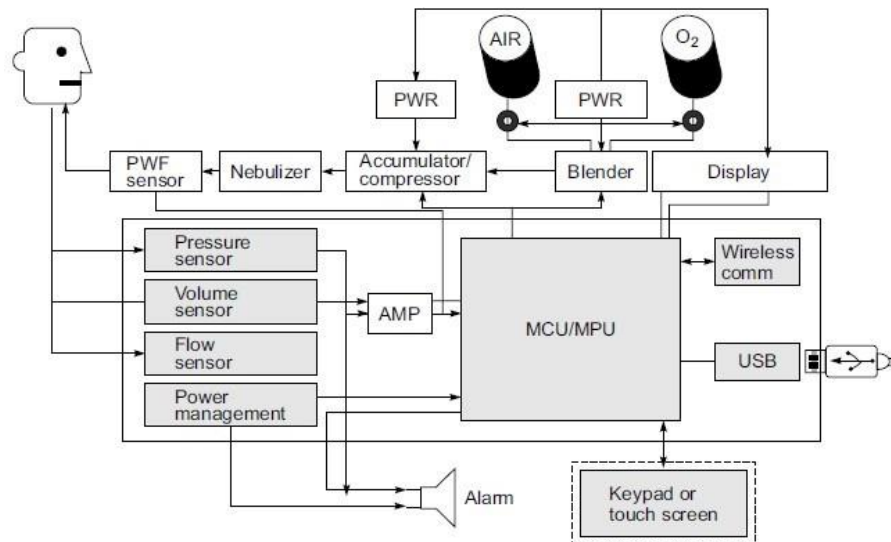 AIR
O2
PWR
PWR
PWF
sensor
Nebulizer
Accumulator/
compressor
Blender
Display
Pressure
sensor
Volume
sensor
Flow
sensor
Power
management
AMP
MCU/MPU
Wireless
comm
USB
Alarm
Keypad or
touch screen